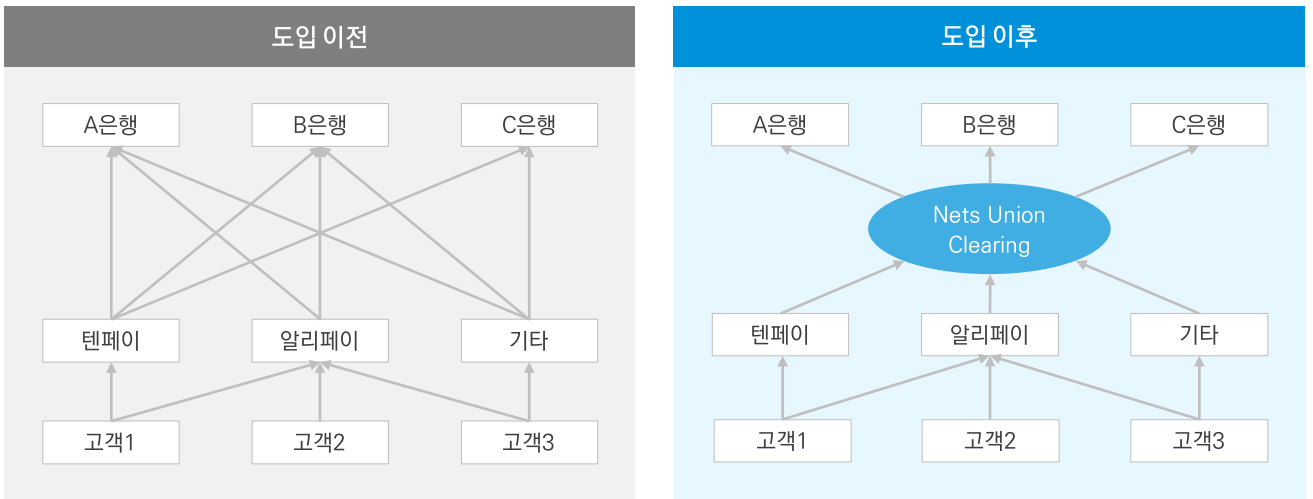 도입 이전
A은행
B은행
C은행
텐페이
알리페이
기타
고객1
고객2
고객3
도입 이후
A은행
B은행
C은행
Nets Union
Clearing
텐페이
알리페이
기타
고객1
고객2
고객3